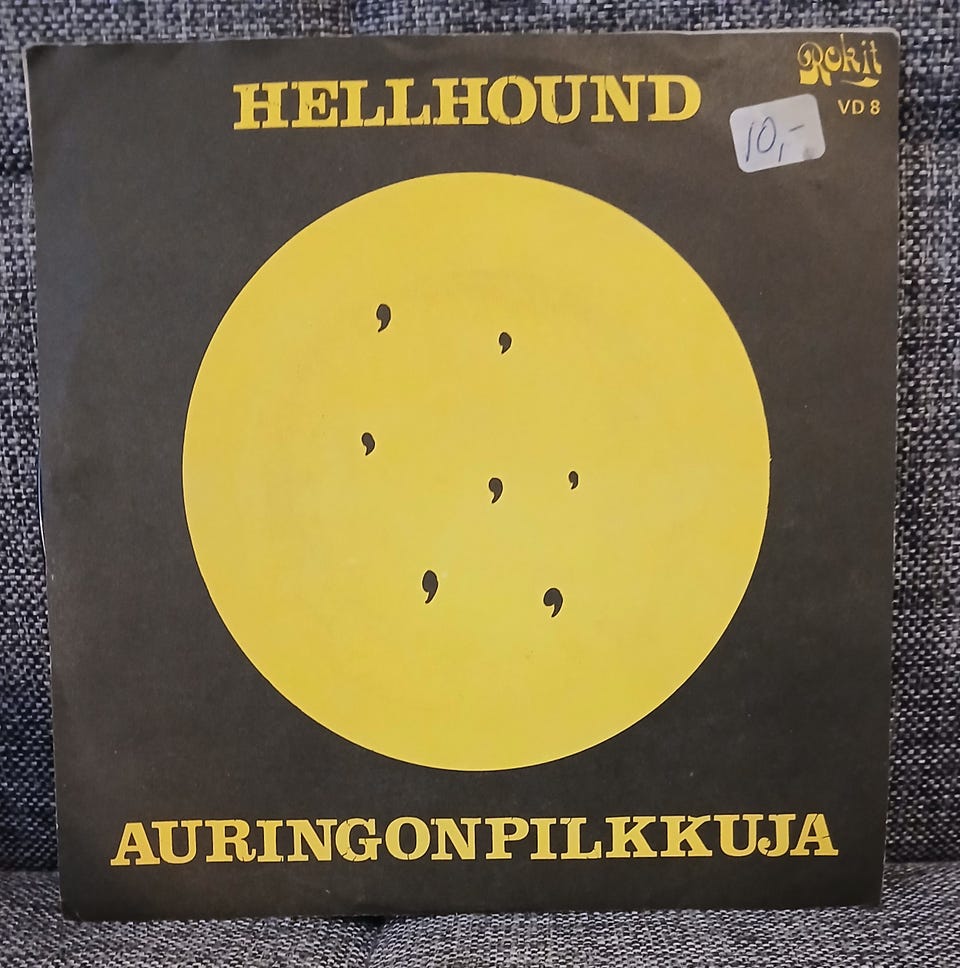 Rokit
HELLHOUND
VD 8
10,-
, , , , , , ,
AURINGONPILKKUJA